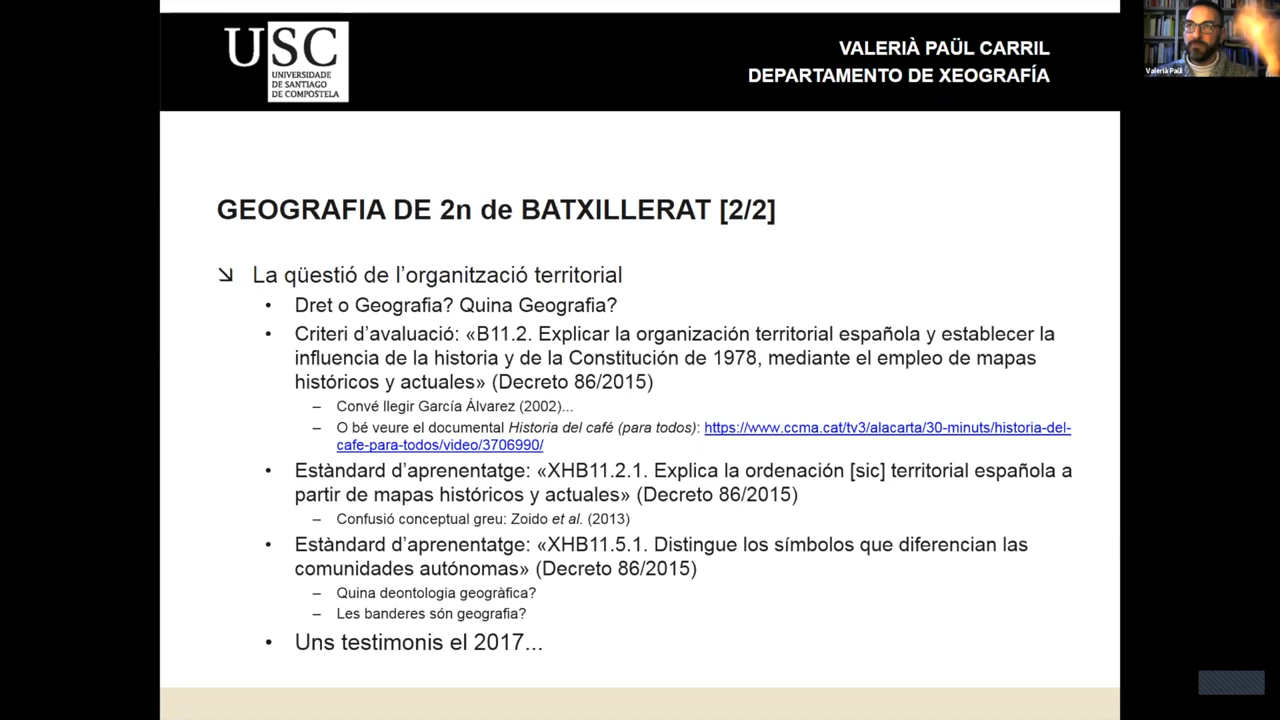 USC
UNIVERSIDADE
DE SANTIAGO
DE COMPOSTELA
VALERIÀ PAÜL CARRIL
DEPARTAMENTO DE XEOGRAFÍA
Valerià Paül
GEOGRAFIA DE 2n de BATXILLERAT [2/2]
La qüestió de l’organització territorial
• Dret o Geografia? Quina Geografia?
• Criteri d’avaluació: «B11.2. Explicar la organización territorial española y establecer la
influencia de la historia y de la Constitución de 1978, mediante el empleo de mapas
históricos y actuales» (Decreto 86/2015)
– Convé llegir García Álvarez (2002)...
– O bé veure el documental Historia del café (para todos): https://www.ccma.cat/tv3/alacarta/30-minuts/historia-del-
cafe-para-todos/video/3706990/
• Estàndard d’aprenentatge: «XHB11.2.1. Explica la ordenación [sic] territorial española a
partir de mapas históricos y actuales» (Decreto 86/2015)
– Confusió conceptual greu: Zoido et al. (2013)
• Estàndard d’aprenentatge: «XHB11.5.1. Distingue los símbolos que diferencian las
comunidades autónomas» (Decreto 86/2015)
– Quina deontologia geogràfica?
– Les banderes són geografia?
• Uns testimonis el 2017...